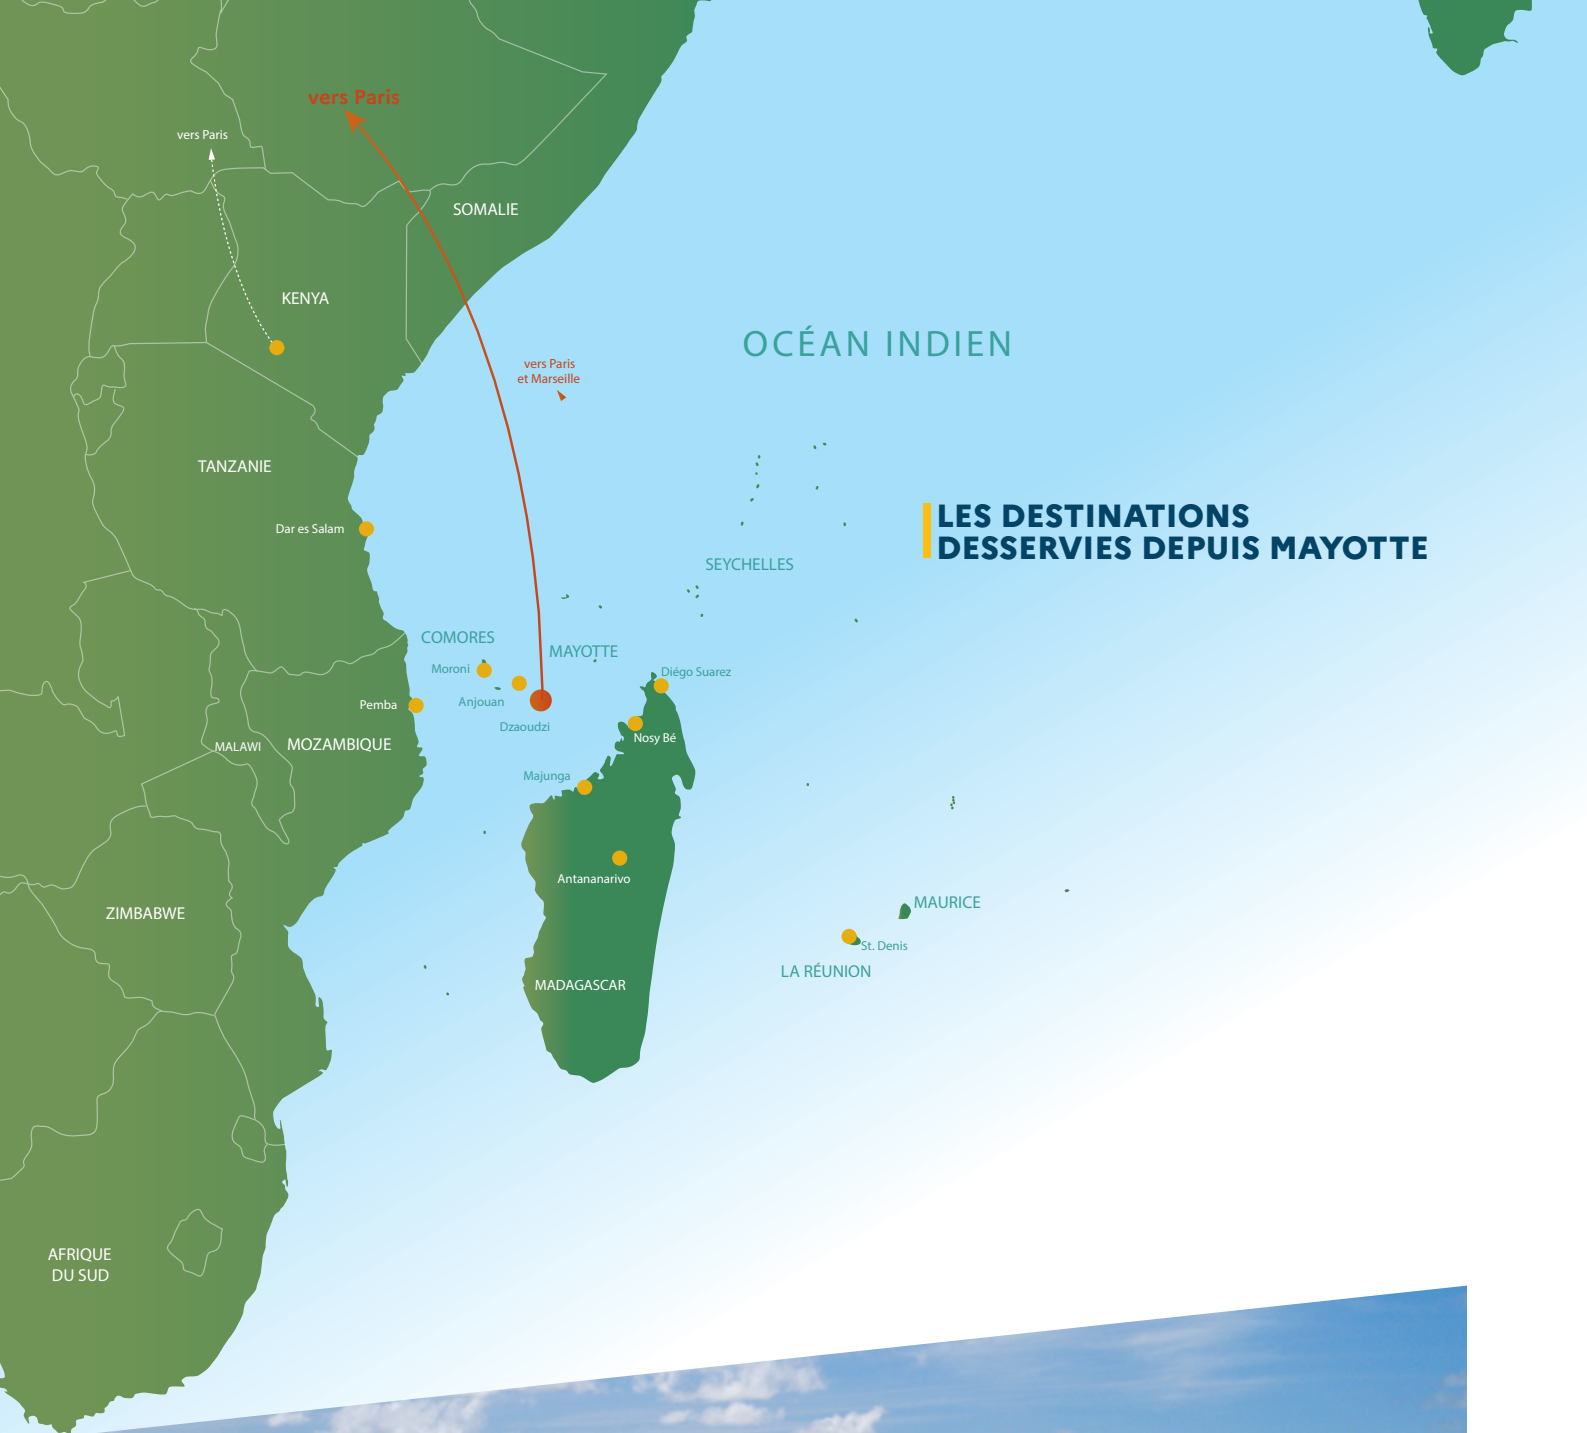 vers Paris
vers Paris
SOMALIE
KENYA
OCÉAN INDIEN
vers Paris
et Marseille
TANZANIE
LES DESTINATIONS
DESSERVIES DEPUIS MAYOTTE
Dar es Salam
SEYCHELLES
COMORES
MAYOTTE
Moroni
Diégo Suarez
Anjouan
Pemba
Dzaoudzi
Nosy Bé
MALAWI
MOZAMBIQUE
Majunga
Antananarivo
ZIMBABWE
MAURICE
St. Denis
LA RÉUNION
MADAGASCAR
AFRIQUE
DU SUD